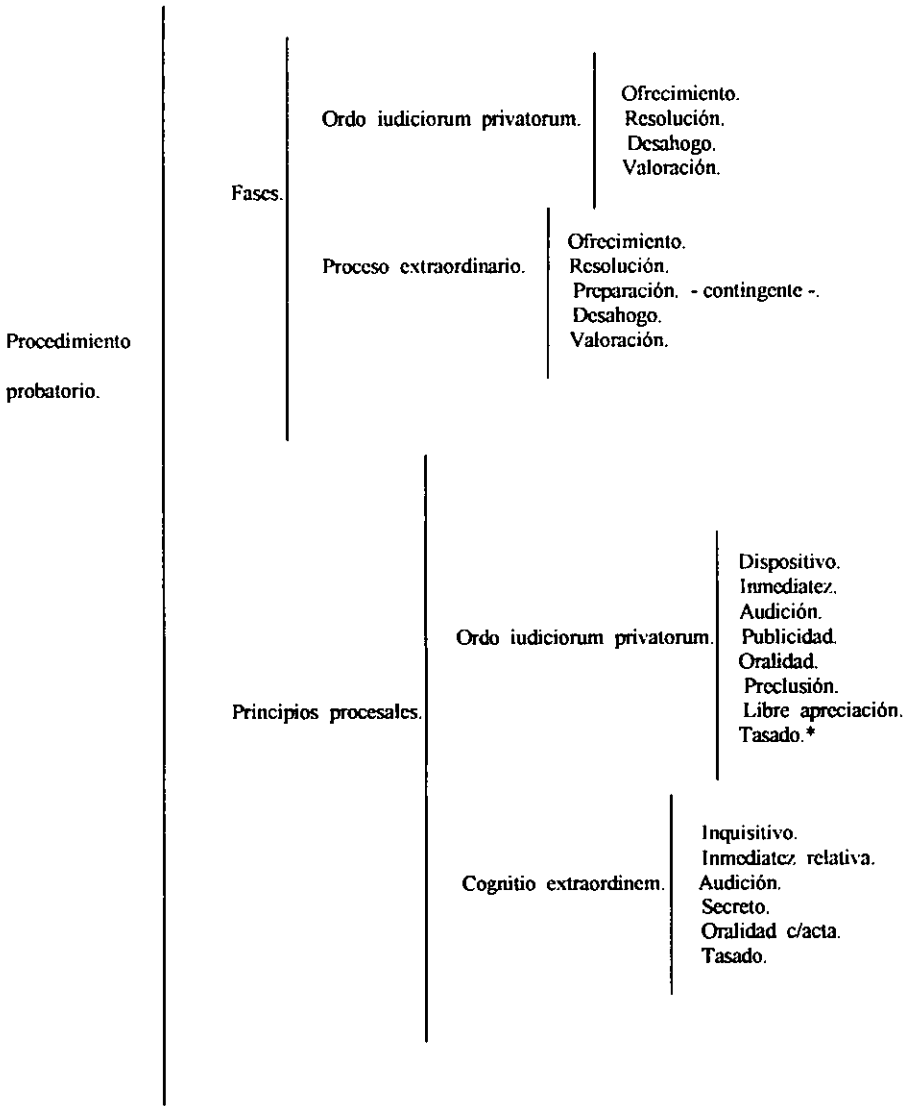 Procedimiento
probatorio.
Fases.
Ordo iudiciorum privatorum.
Ofrecimiento.
Resolución.
Desahogo.
Valoración.
Proceso extraordinario.
Ofrecimiento.
Resolución.
Preparación. - contingente -.
Desahogo.
Valoración.
Principios procesales.
Ordo iudiciorum privatorum.
Dispositivo.
Inmediatez.
Audición.
Publicidad.
Oralidad.
Preclusión.
Libre apreciación.
Tasado.*
Cognitio extraordinem.
Inquisitivo.
Inmediatez relativa.
Audición.
Secreto.
Oralidad c/acta.
Tasado.